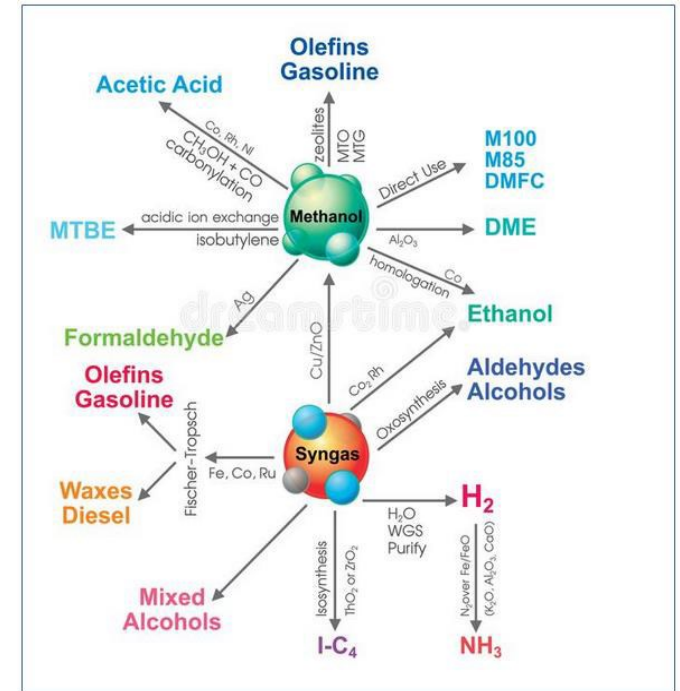 Olefins
Gasoline
Acetic Acid
Co, Rh, NI
CH₃OH + CO
carbonylation
zeolites
MTO
MTG
Direct Use
M100
M85
DMFC
Methanol
MTBE
acidic ion exchange
isobutylene
Al₂O₃
DME
homologation
Co
Ethanol
Ag
Formaldehyde
dreamstime.
Cu/ZnO
Co₂ Rh
Oxosynthesis
Aldehydes
Alcohols
Olefins
Gasoline
Fischer-Tropsch
Fe, Co, Ru
Syngas
Waxes
Diesel
H₂O
WGS
Purify
H₂
Mixed
Alcohols
Isosynthesis
ThO₂ or ZrO₂
I-C₄
N₂over Fe/FeO
(K₂O, Al₂O₃, CaO)
NH₃